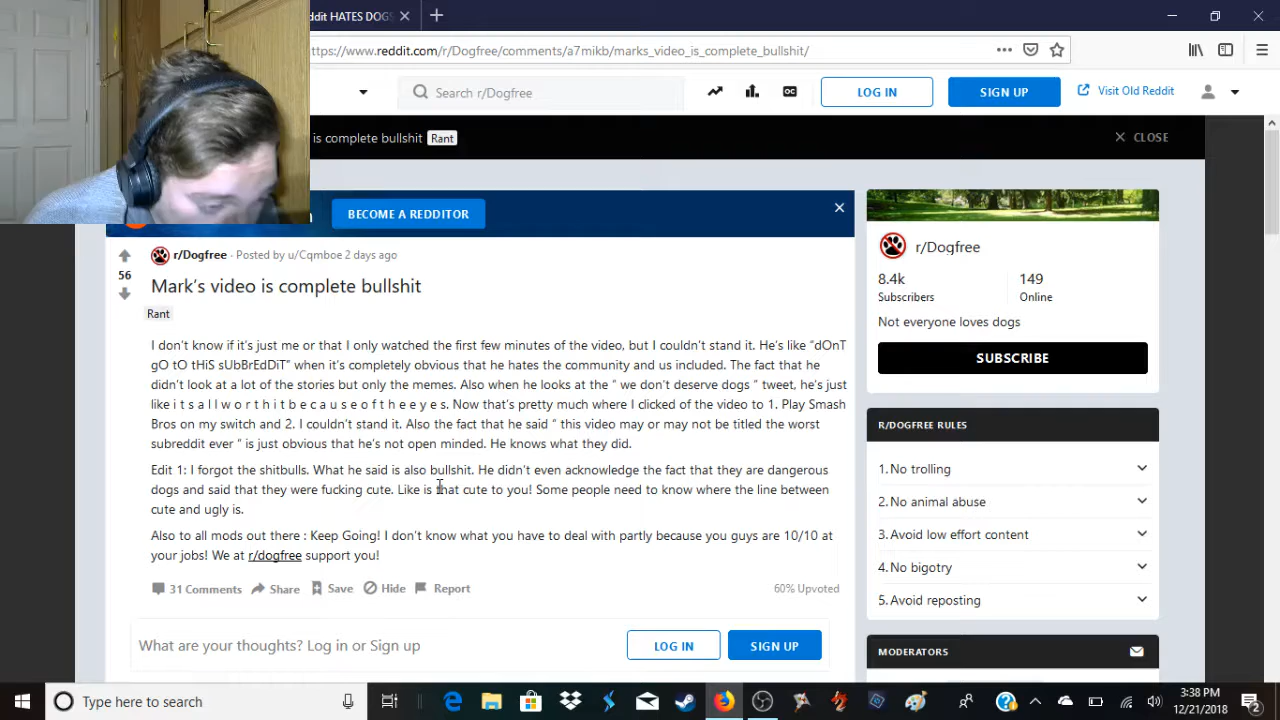 ddit HATES DOGS
ttps://www.reddit.com/r/Dogfree/comments/a7mikb/marks_video_is_complete_bullshit/
Search r/Dogfree
OC
LOG IN
SIGN UP
Visit Old Reddit
is complete bullshit Rant
CLOSE
BECOME A REDDITOR
r/Dogfree · Posted by u/Cqmboe 2 days ago
56
Mark's video is complete bullshit
Rant
I don't know if it's just me or that I only watched the first few minutes of the video, but I couldn't stand it. He's like "dOnT
gO tO tHiS sUbBrEdDiT" when it's completely obvious that he hates the community and us included. The fact that he
didn't look at a lot of the stories but only the memes. Also when he looks at the " we don't deserve dogs " tweet, he's just
like i t s a l l w o r t h i t b e c a u s e o f t h e e y e s. Now that's pretty much where I clicked of the video to 1. Play Smash
Bros on my switch and 2. I couldn't stand it. Also the fact that he said " this video may or may not be titled the worst
subreddit ever " is just obvious that he's not open minded. He knows what they did.
Edit 1: I forgot the shitbulls. What he said is also bullshit. He didn't even acknowledge the fact that they are dangerous
dogs and said that they were fucking cute. Like is that cute to you! Some people need to know where the line between
cute and ugly is.
Also to all mods out there : Keep Going! I don't know what you have to deal with partly because you guys are 10/10 at
your jobs! We at r/dogfree support you!
31 Comments Share Save Hide Report
60% Upvoted
What are your thoughts? Log in or Sign up
LOG IN
SIGN UP
r/Dogfree
8.4k
149
Subscribers
Online
Not everyone loves dogs
SUBSCRIBE
R/DOGFREE RULES
1. No trolling
2. No animal abuse
3. Avoid low effort content
4. No bigotry
5. Avoid reposting
MODERATORS
Type here to search
3:38 PM
12/21/2018
2